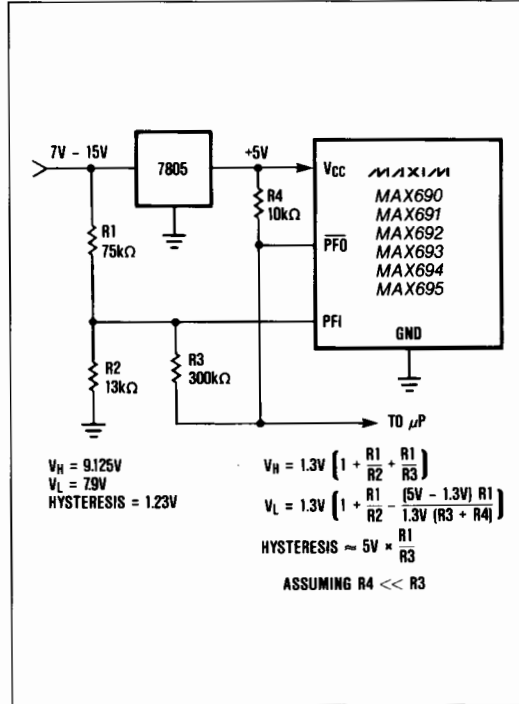 7V – 15V
7805
+5V
R4
10kΩ
R1
75kΩ
R2
13kΩ
R3
300kΩ
VCC
MAXIM
MAX690
MAX691
MAX692
MAX693
MAX694
MAX695
PFO
PFI
GND
TO μP
VH = 9.125V
VL = 7.9V
HYSTERESIS = 1.23V
VH = 1.3V (1 + R1/R2 + R1/R3)
VL = 1.3V (1 + R1/R2 - (5V - 1.3V) R1/1.3V (R3 + R4))
HYSTERESIS ≈ 5V × R1/R3
ASSUMING R4 << R3